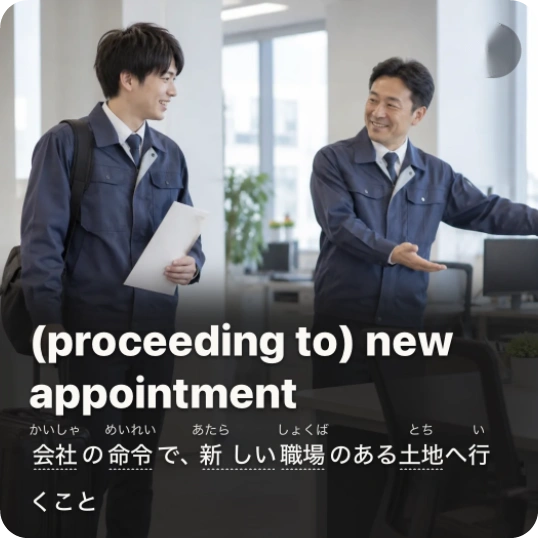 (proceeding to) new
appointment
かいしゃ めいれい あたら しょくば とち い
会社の命令で、新しい職場のある土地へ行
くこと